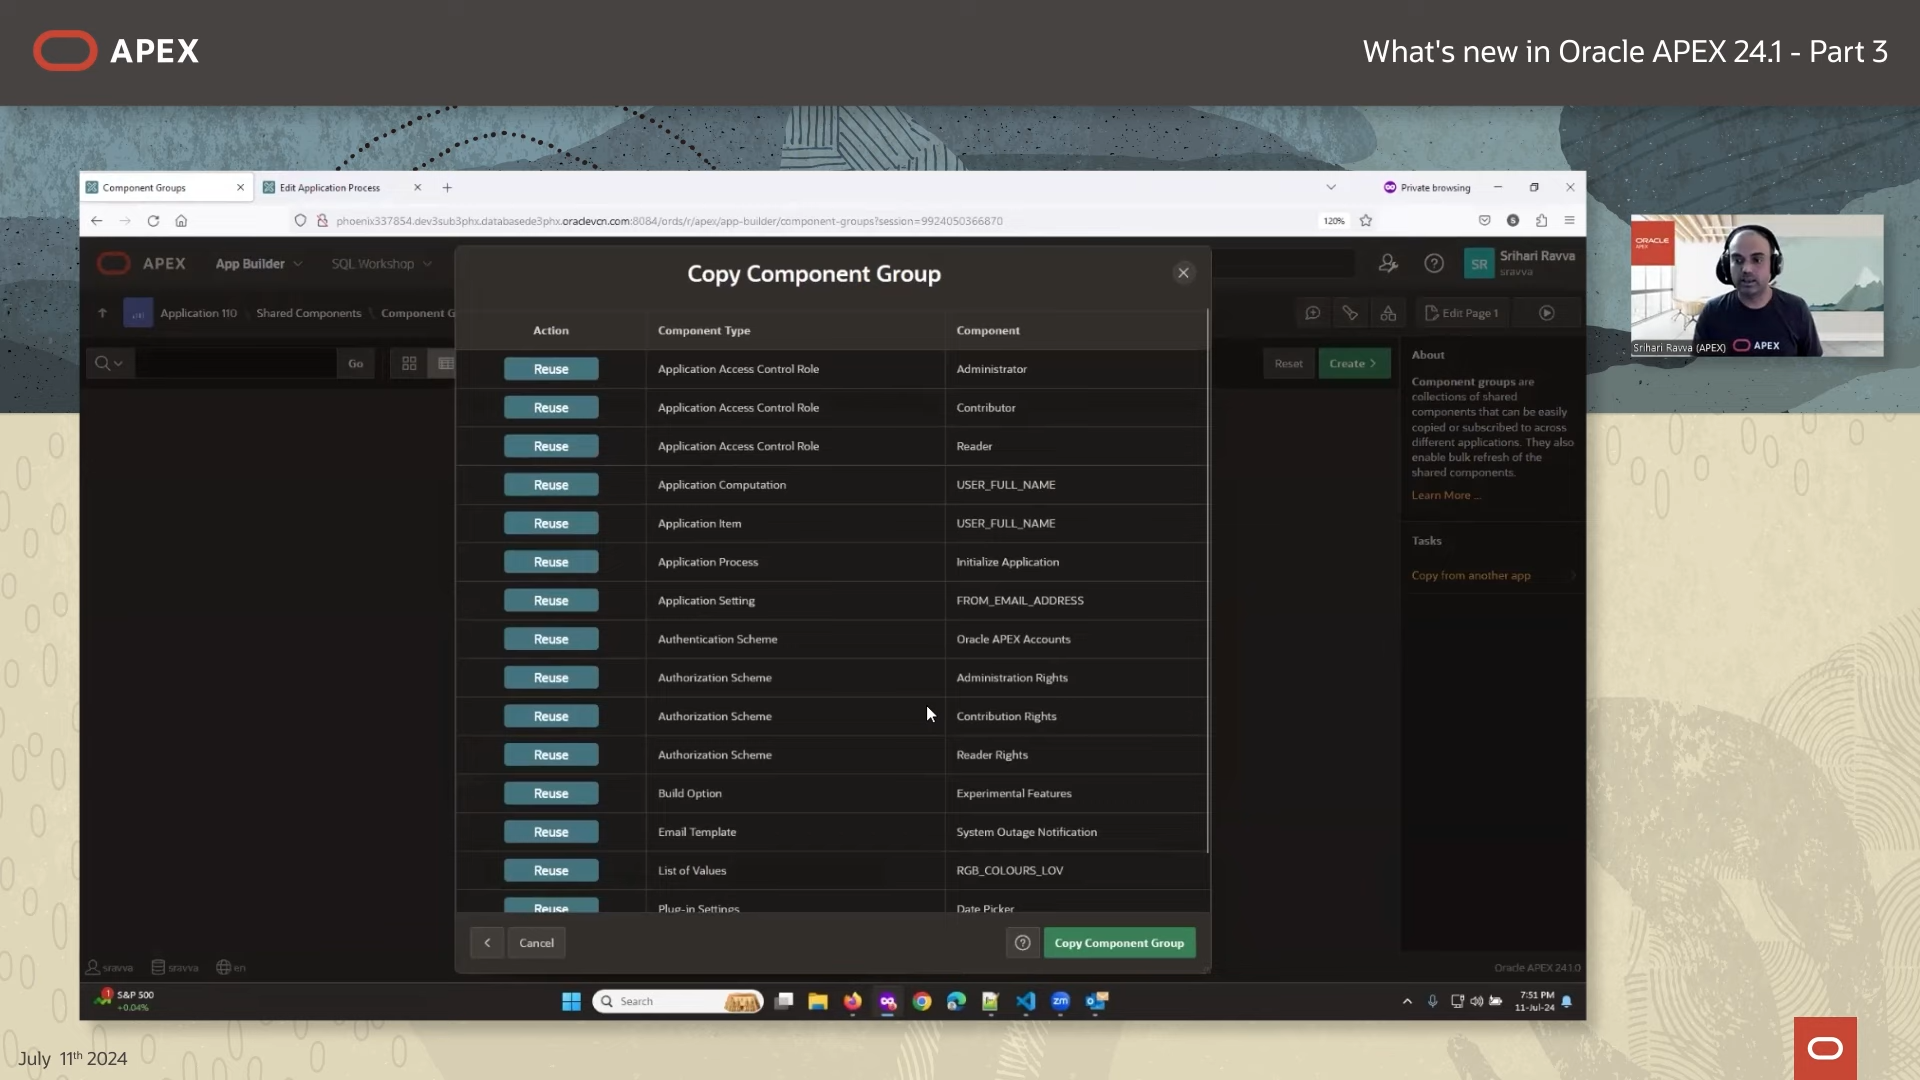 APEX
What's new in Oracle APEX 24.1 - Part 3
Component Groups
Edit Application Process
Private browsing
phoenix337854.dev3sub3phx.databasede3phx.oraclevcn.com:8084/ords/r/apex/app-builder/component-groups?session=9924050366870
120%
APEX
App Builder
SQL Workshop
Copy Component Group
SR
Srihari Ravva
sravva
Application 110
Shared Components
Component G
Edit Page 1
Go
Reset
Create
Action Component Type Component
Reuse Application Access Control Role Administrator
Reuse Application Access Control Role Contributor
Reuse Application Access Control Role Reader
Reuse Application Computation USER_FULL_NAME
Reuse Application Item USER_FULL_NAME
Reuse Application Process Initialize Application
Reuse Application Setting FROM_EMAIL_ADDRESS
Reuse Authentication Scheme Oracle APEX Accounts
Reuse Authorization Scheme Administration Rights
Reuse Authorization Scheme Contribution Rights
Reuse Authorization Scheme Reader Rights
Reuse Build Option Experimental Features
Reuse Email Template System Outage Notification
Reuse List of Values RGB_COLOURS_LOV
Reuse Plug-in Settings Date Picker
Cancel
Copy Component Group
About
Component groups are
collections of shared
components that can be easily
copied or subscribed to across
different applications. They also
enable bulk refresh of the
shared components.
Learn More ...
Tasks
Copy from another app
sravva
sravva
en
Oracle APEX 24.1.0
1
S&P 500
+0.04%
Search
zm
7:51 PM
11-Jul-24
ORACLE
APEX
Srihari Ravva (APEX)
APEX
July 11th 2024